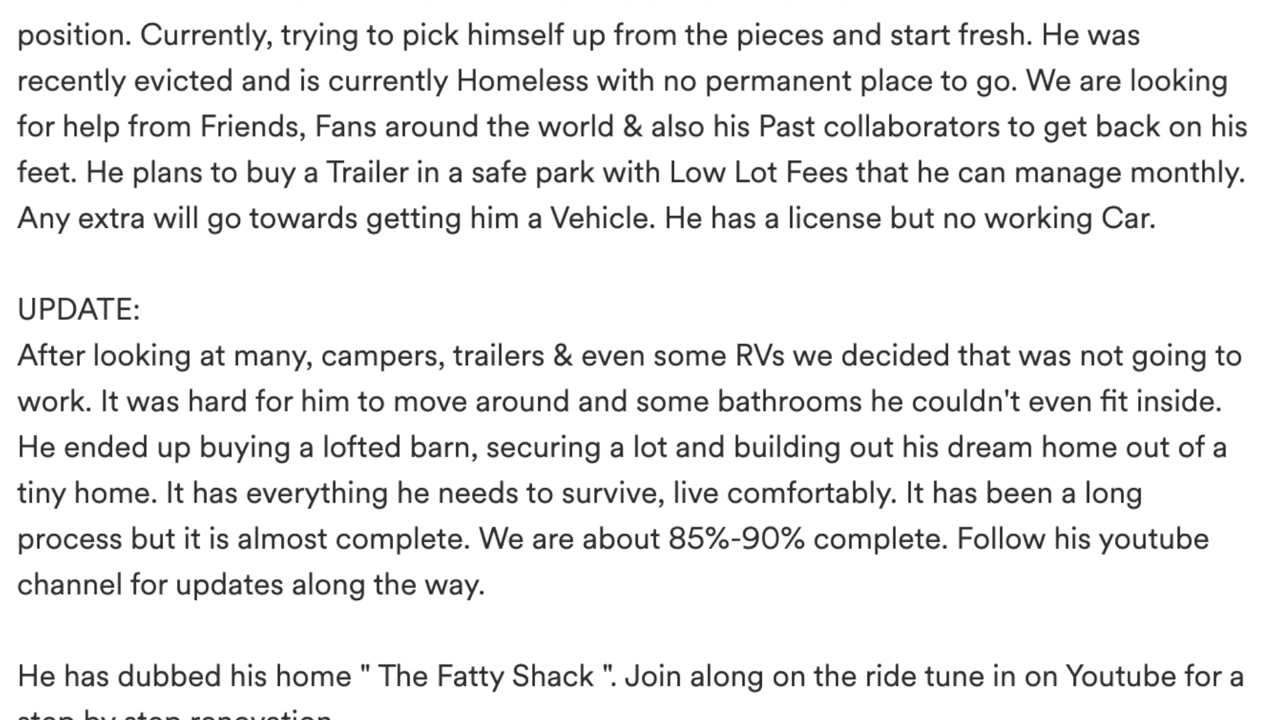 position. Currently, trying to pick himself up from the pieces and start fresh. He was
recently evicted and is currently Homeless with no permanent place to go. We are looking
for help from Friends, Fans around the world & also his Past collaborators to get back on his
feet. He plans to buy a Trailer in a safe park with Low Lot Fees that he can manage monthly.
Any extra will go towards getting him a Vehicle. He has a license but no working Car.
UPDATE:
After looking at many, campers, trailers & even some RVs we decided that was not going to
work. It was hard for him to move around and some bathrooms he couldn't even fit inside.
He ended up buying a lofted barn, securing a lot and building out his dream home out of a
tiny home. It has everything he needs to survive, live comfortably. It has been a long
process but it is almost complete. We are about 85%-90% complete. Follow his youtube
channel for updates along the way.
He has dubbed his home " The Fatty Shack ". Join along on the ride tune in on Youtube for a
step by step renovation